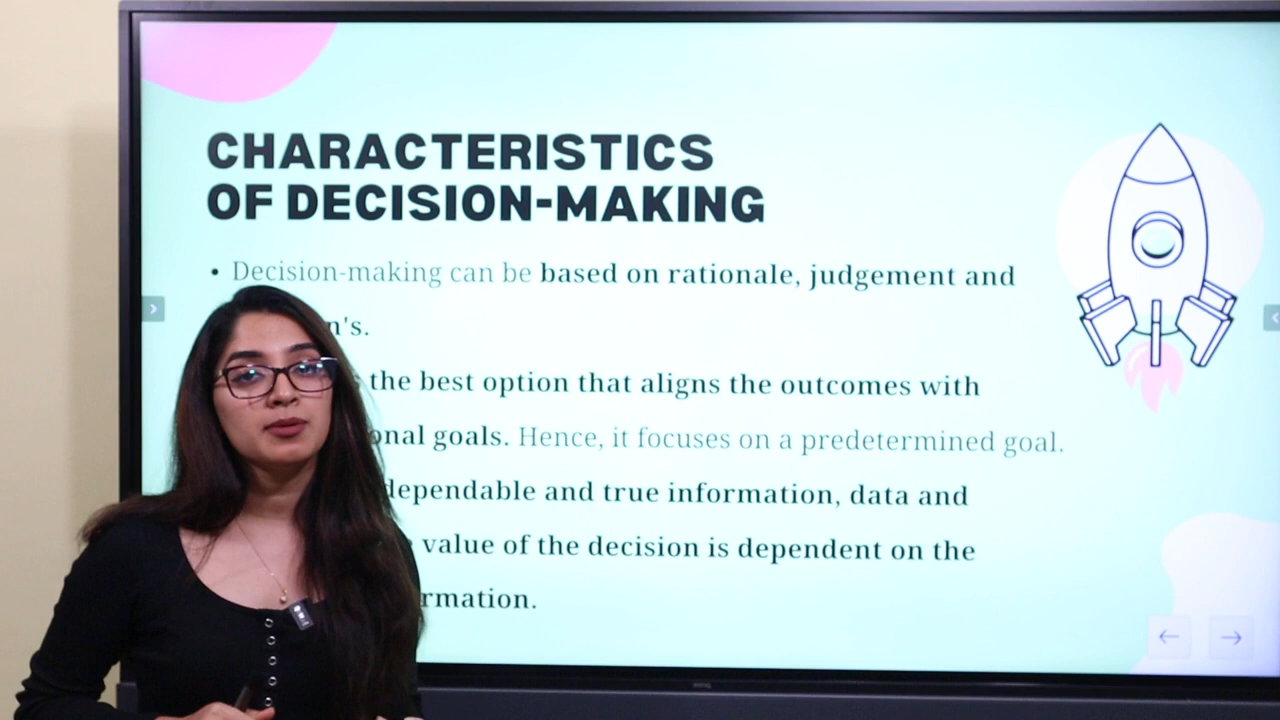 CHARACTERISTICS
OF DECISION-MAKING
• Decision-making can be based on rationale, judgement and
the best option that aligns the outcomes with
goals. Hence, it focuses on a predetermined goal.
dependable and true information, data and
value of the decision is dependent on the